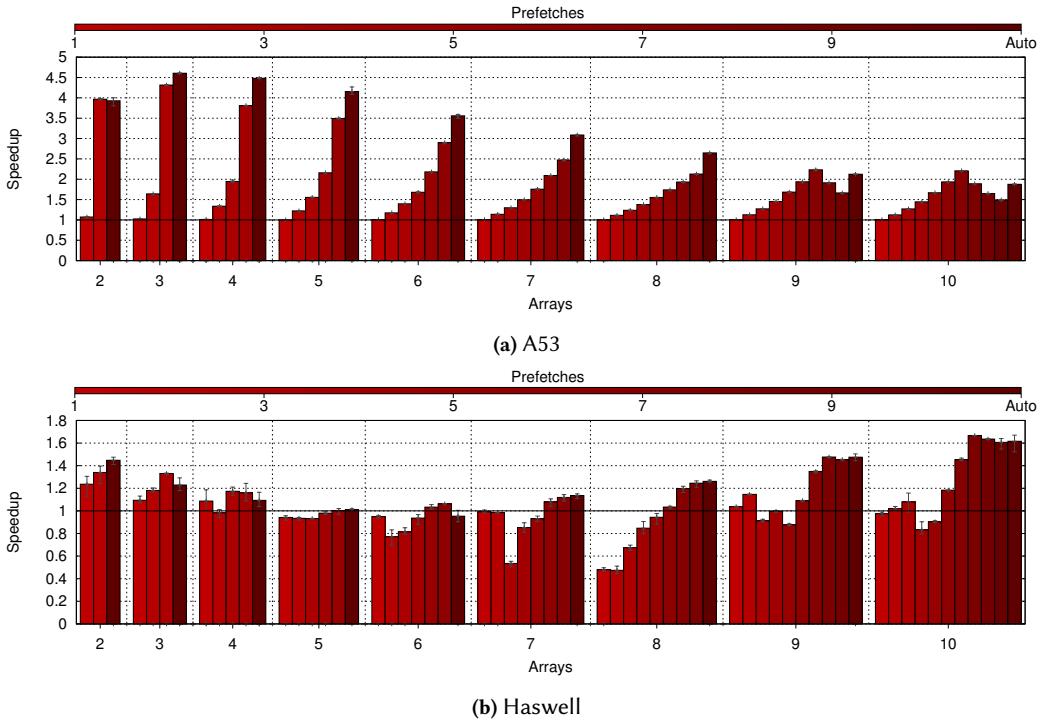 Prefetches
1 3 5 7 9 Auto
5
4.5
4
3.5
3
2.5
2
1.5
1
0.5
0
Speedup
2 3 4 5 6 7 8 9 10
Arrays
(a) A53
Prefetches
1 3 5 7 9 Auto
1.8
1.6
1.4
1.2
1
0.8
0.6
0.4
0.2
0
Speedup
2 3 4 5 6 7 8 9 10
Arrays
(b) Haswell